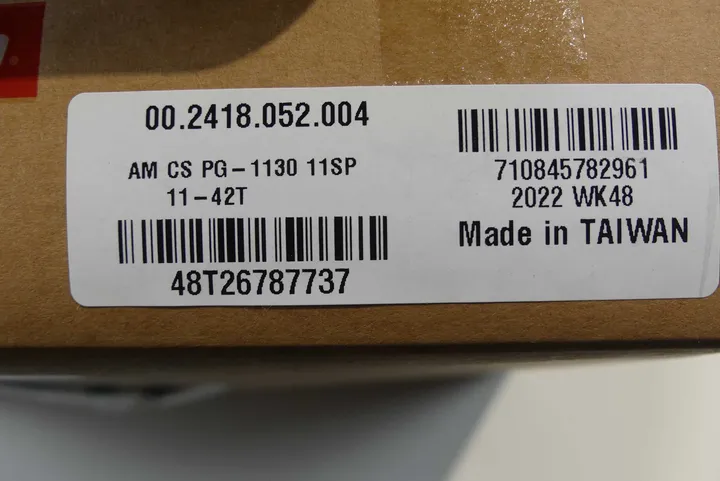 00.2418.052.004
AM CS PG-1130 11SP
11-42T
48T26787737
710845782961
2022 WK48
Made in TAIWAN